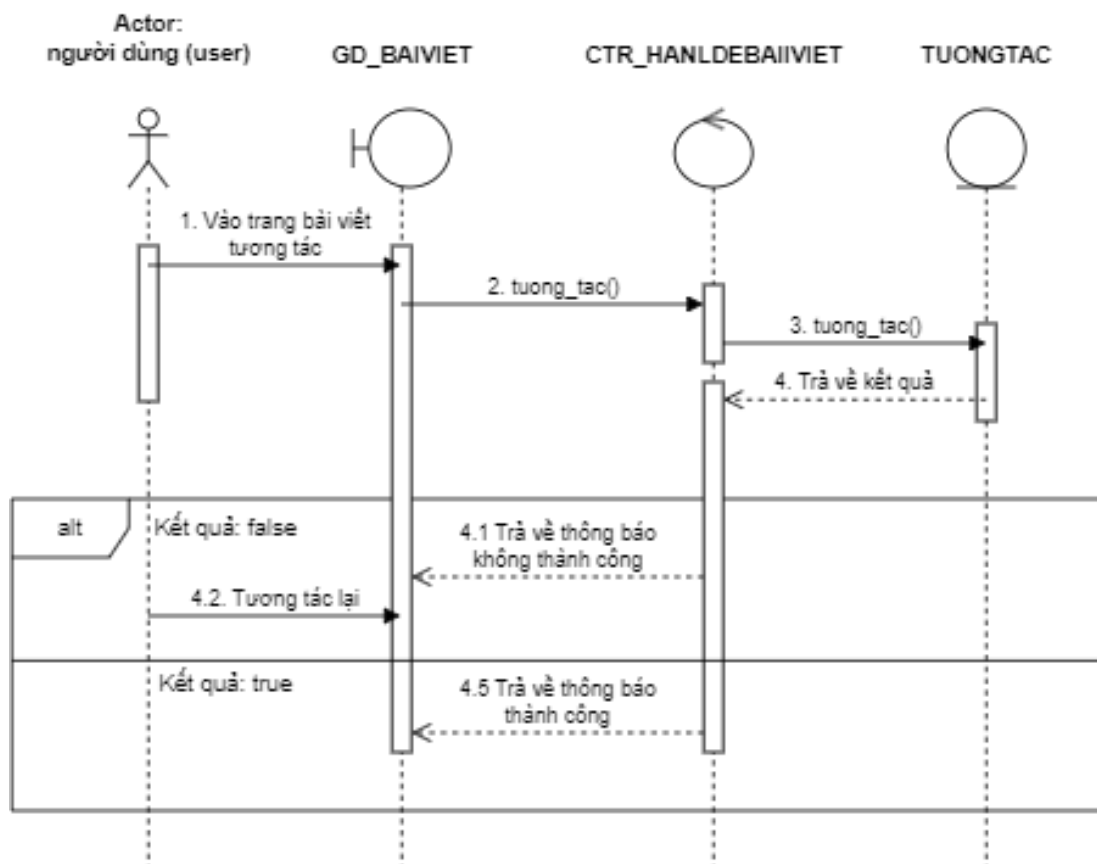 Actor:
người dùng (user)
GD_BAIVIET
CTR_HANLDEBAIIVIET
TUONGTAC
1. Vào trang bài viết
tương tác
2. tuong_tac()
3. tuong_tac()
4. Trả về kết quả
alt
Kết quả: false
4.1 Trả về thông báo
không thành công
4.2. Tương tác lại
Kết quả: true
4.5 Trả về thông báo
thành công